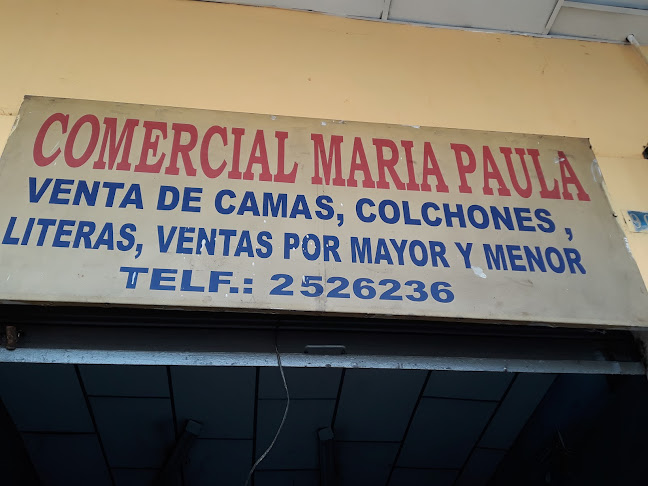 COMERCIAL MARIA PAULA
VENTA DE CAMAS, COLCHONES,
LITERAS, VENTAS POR MAYOR Y MENOR
TELF.: 2526236